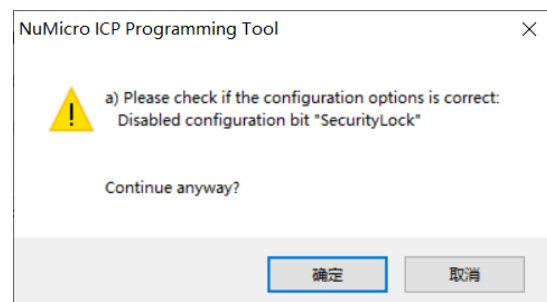 NuMicro ICP Programming Tool
a) Please check if the configuration options is correct:
Disabled configuration bit "SecurityLock"
Continue anyway?
确定
取消